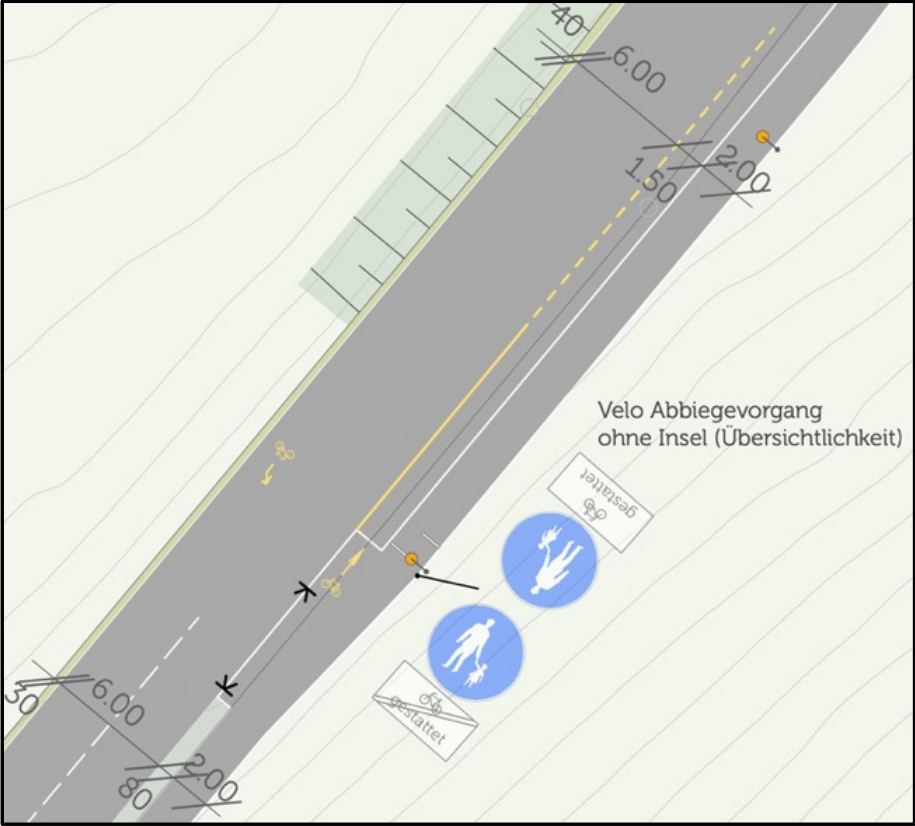 40
6.00
2.00
1.50
Velo Abbiegevorgang
ohne Insel (Übersichtlichkeit)
gestattet
gestattet
30
6.00
2.00
80